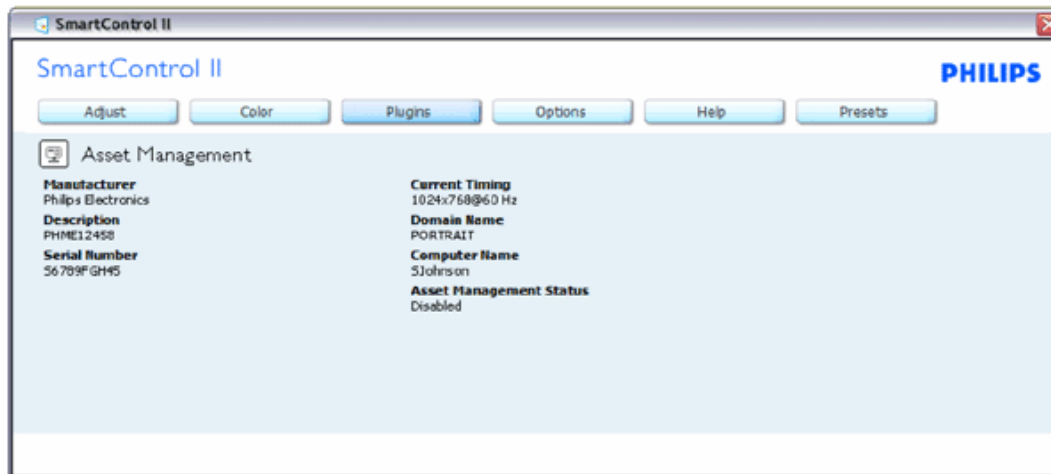 SmartControl II
SmartControl II
PHILIPS
Adjust
Color
Plugins
Options
Help
Presets
Asset Management
Manufacturer
Philips Electronics
Description
PHME12458
Serial Number
56789FGH45
Current Timing
1024x768@60 Hz
Domain Name
PORTRAIT
Computer Name
SJohnson
Asset Management Status
Disabled